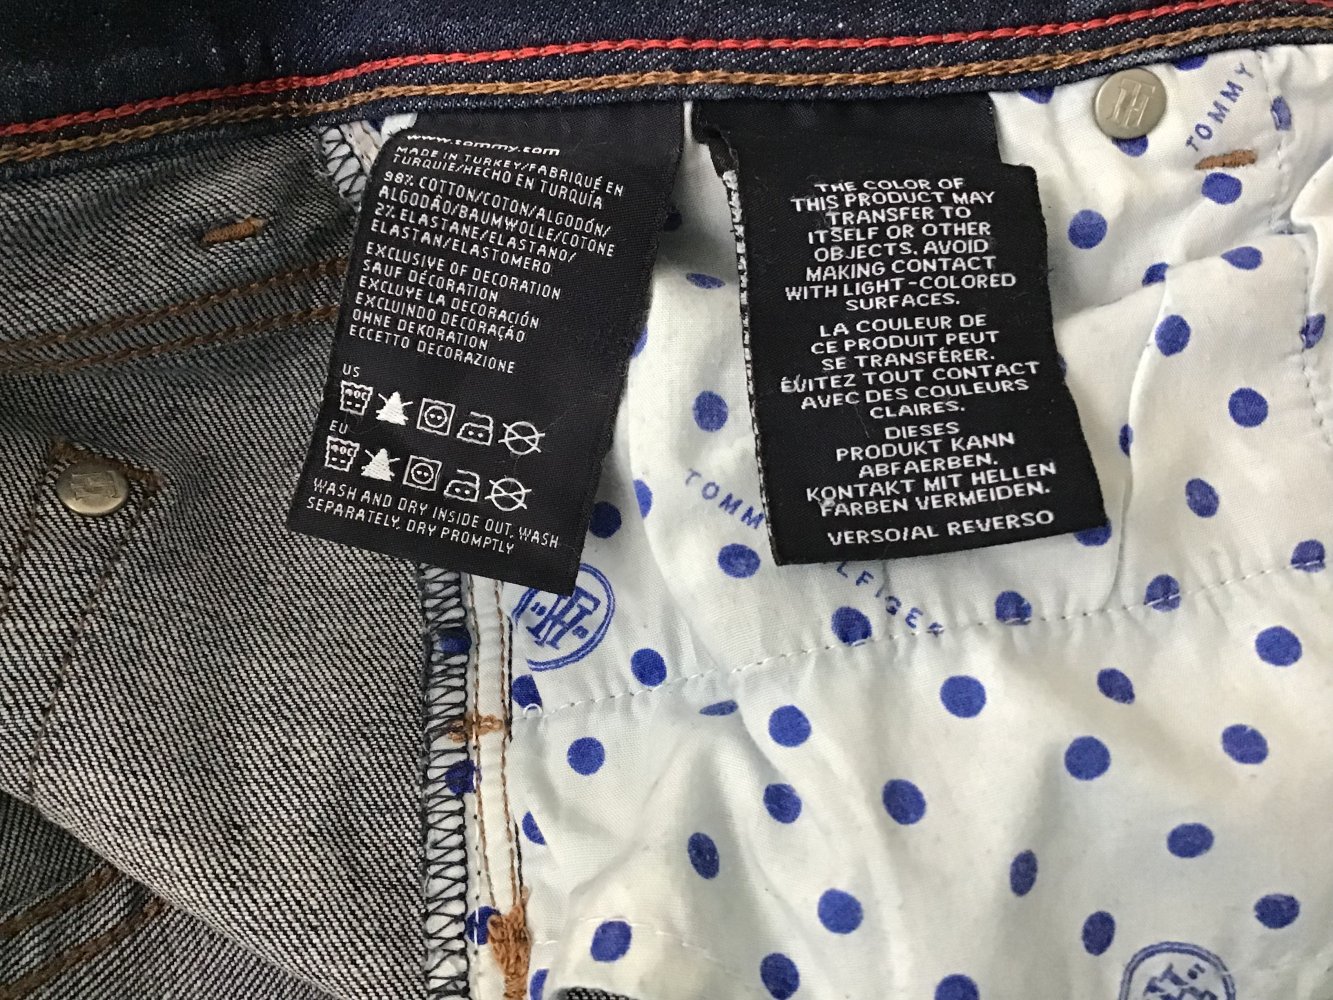 www.tommy.com
MADE IN TURKEY/FABRIQUÉ EN
TURQUIE/HECHO EN TURQUÍA
98% COTTON/COTON/ALGODÓN/
ALGODÃO/BAUMWOLLE/COTONE
2% ELASTANE/ELASTANO/
ELASTAN/ELASTOMERO
EXCLUSIVE OF DECORATION
SAUF DÉCORATION
EXCLUYE LA DECORACIÓN
EXCLUINDO DECORAÇÃO
OHNE DEKORATION
ECCETTO DECORAZIONE
US
EU
WASH AND DRY INSIDE OUT, WASH
SEPARATELY. DRY PROMPTLY
THE COLOR OF
THIS PRODUCT MAY
TRANSFER TO
ITSELF OR OTHER
OBJECTS. AVOID
MAKING CONTACT
WITH LIGHT-COLORED
SURFACES.
LA COULEUR DE
CE PRODUIT PEUT
SE TRANSFÉRER.
ÉVITEZ TOUT CONTACT
AVEC DES COULEURS
CLAIRES.
DIESES
PRODUKT KANN
ABFAERBEN.
KONTAKT MIT HELLEN
FARBEN VERMEIDEN.
VERSO/AL REVERSO
TOMMY
TOMM
LFIGER